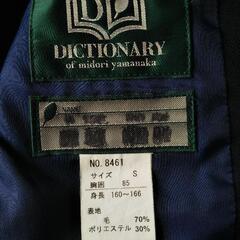 DICTIONARY
of midori yamanaka
NAME
NO.8461
サイズ S
胸囲 85
身長 160~166
表地
毛 70%
ポリエステル 30%